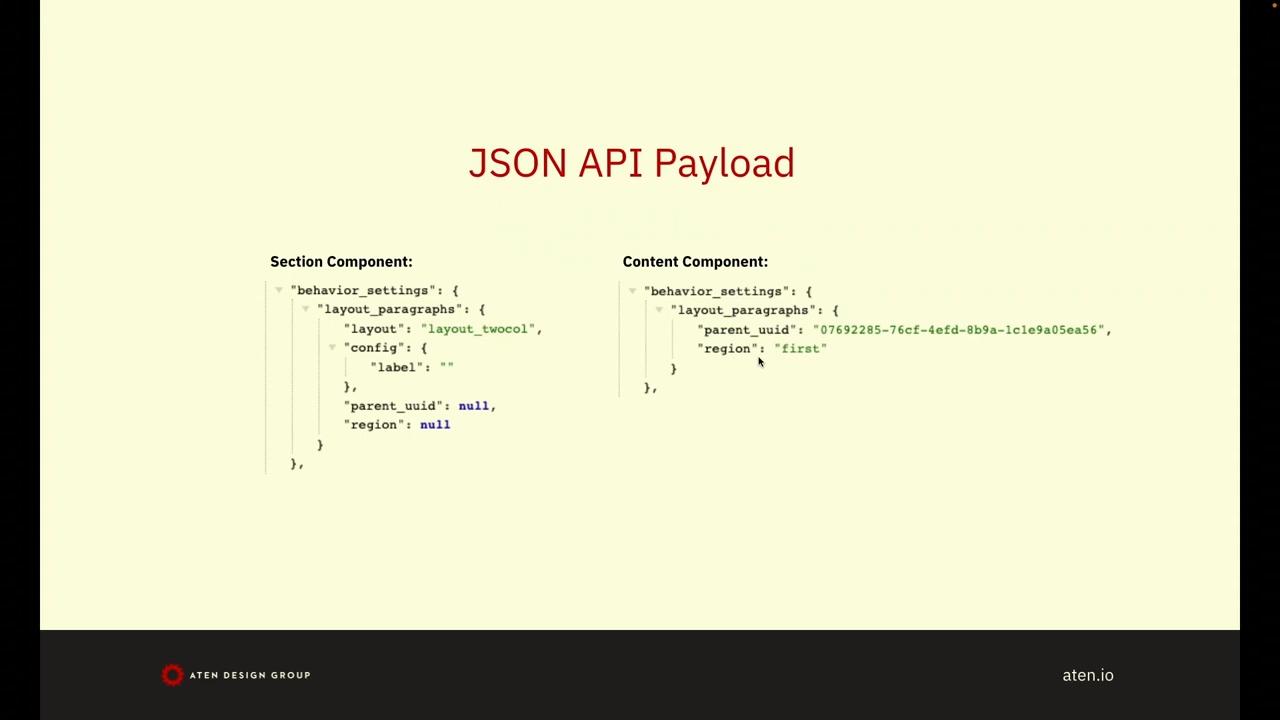 JSON API Payload
Section Component:
"behavior_settings": {
"layout_paragraphs": {
"layout": "layout_twocol",
"config": {
"label": ""
},
"parent_uuid": null,
"region": null
}
},
Content Component:
"behavior_settings": {
"layout_paragraphs": {
"parent_uuid": "07692285-76cf-4efd-8b9a-1c1e9a05ea56",
"region": "first"
}
},
ATEN DESIGN GROUP
aten.io